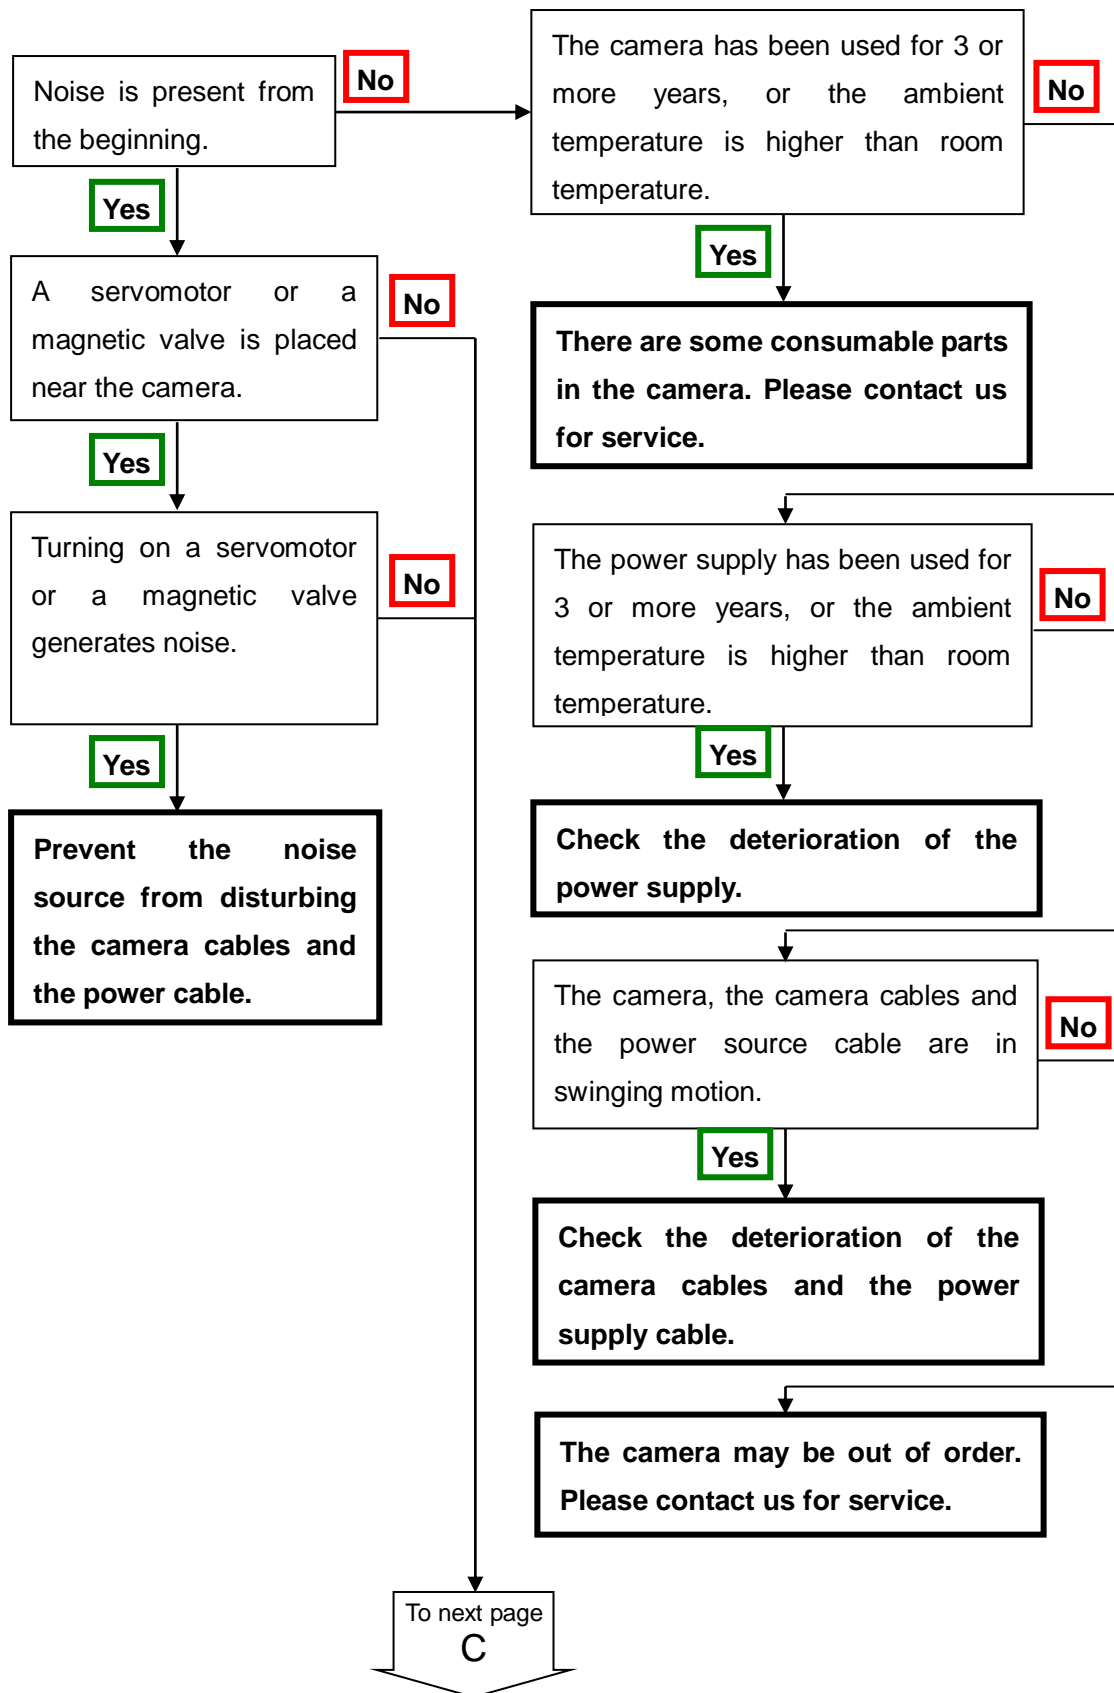 Noise is present from
the beginning.
No
Yes
A servomotor or a
magnetic valve is placed
near the camera.
No
Yes
Turning on a servomotor
or a magnetic valve
generates noise.
No
Yes
Prevent the noise
source from disturbing
the camera cables and
the power cable.
The camera has been used for 3 or
more years, or the ambient
temperature is higher than room
temperature.
No
Yes
There are some consumable parts
in the camera. Please contact us
for service.
The power supply has been used for
3 or more years, or the ambient
temperature is higher than room
temperature.
No
Yes
Check the deterioration of the
power supply.
The camera, the camera cables and
the power source cable are in
swinging motion.
No
Yes
Check the deterioration of the
camera cables and the power
supply cable.
The camera may be out of order.
Please contact us for service.
To next page
C